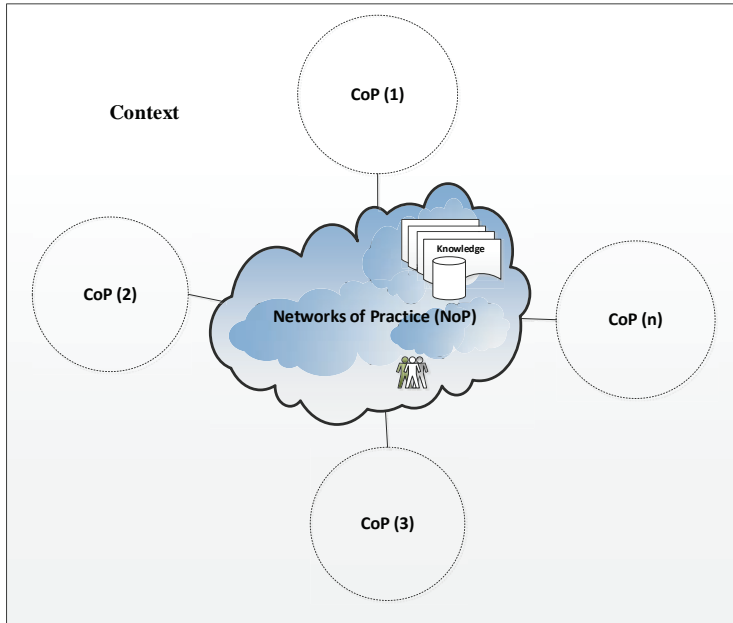 CoP (1)
Context
Knowledge
CoP (2)
Networks of Practice (NoP)
CoP (n)
CoP (3)